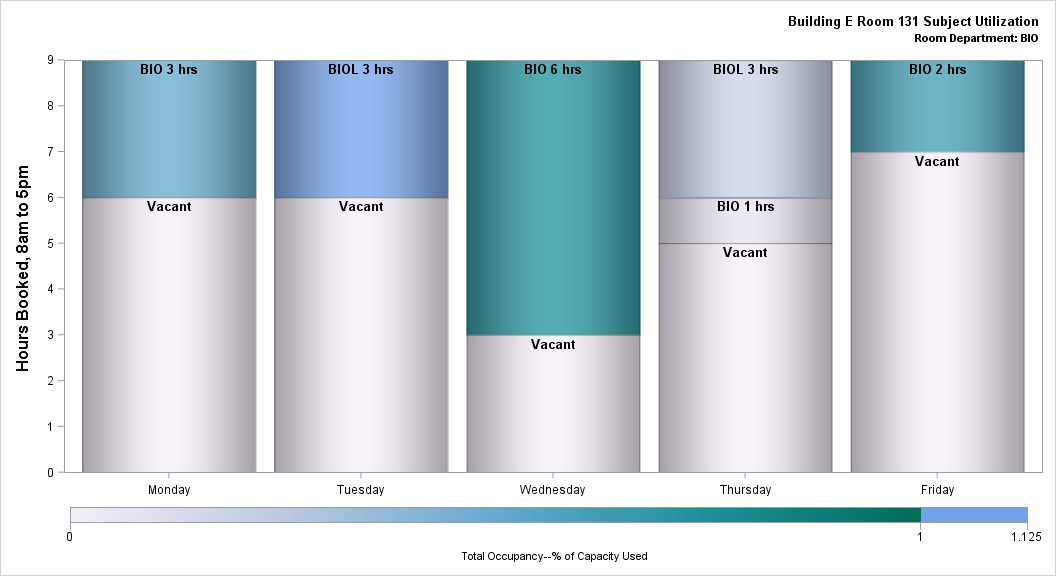 Building E Room 131 Subject Utilization
Room Department: BIO
Hours Booked, 8am to 5pm
9
8
7
6
5
4
3
2
1
0
BIO 3 hrs
Vacant
BIOL 3 hrs
Vacant
BIO 6 hrs
Vacant
BIOL 3 hrs
BIO 1 hrs
Vacant
BIO 2 hrs
Vacant
Monday Tuesday Wednesday Thursday Friday
0 1 1.125
Total Occupancy--% of Capacity Used